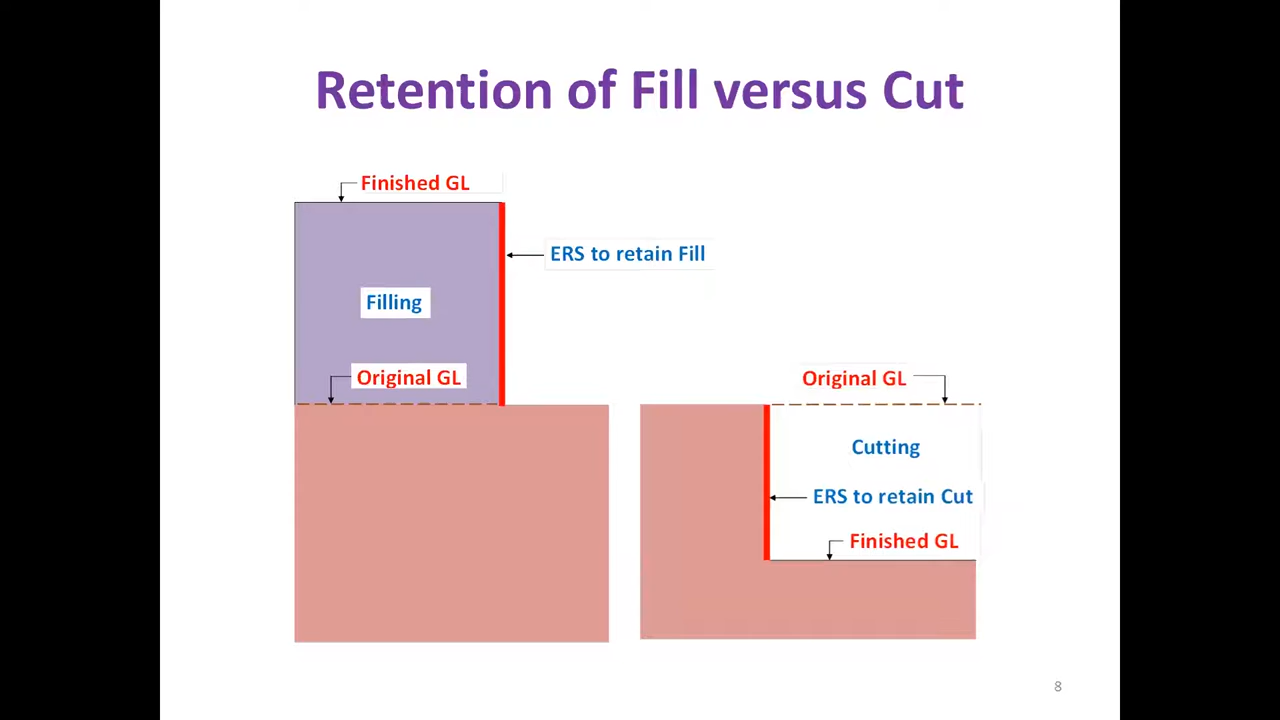 Retention of Fill versus Cut
Finished GL
ERS to retain Fill
Filling
Original GL
Original GL
Cutting
ERS to retain Cut
Finished GL
8